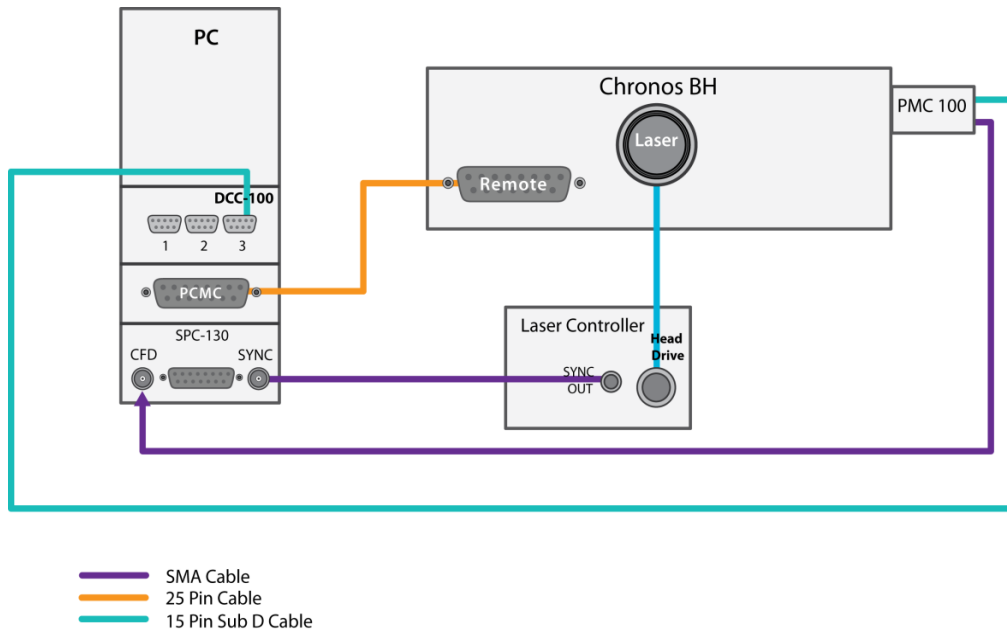 PC
Chronos BH
PMC 100
Laser
Remote
DCC-100
1 2 3
PCMC
Laser Controller
Head
Drive
SYNC
OUT
SPC-130
CFD SYNC
SMA Cable
25 Pin Cable
15 Pin Sub D Cable